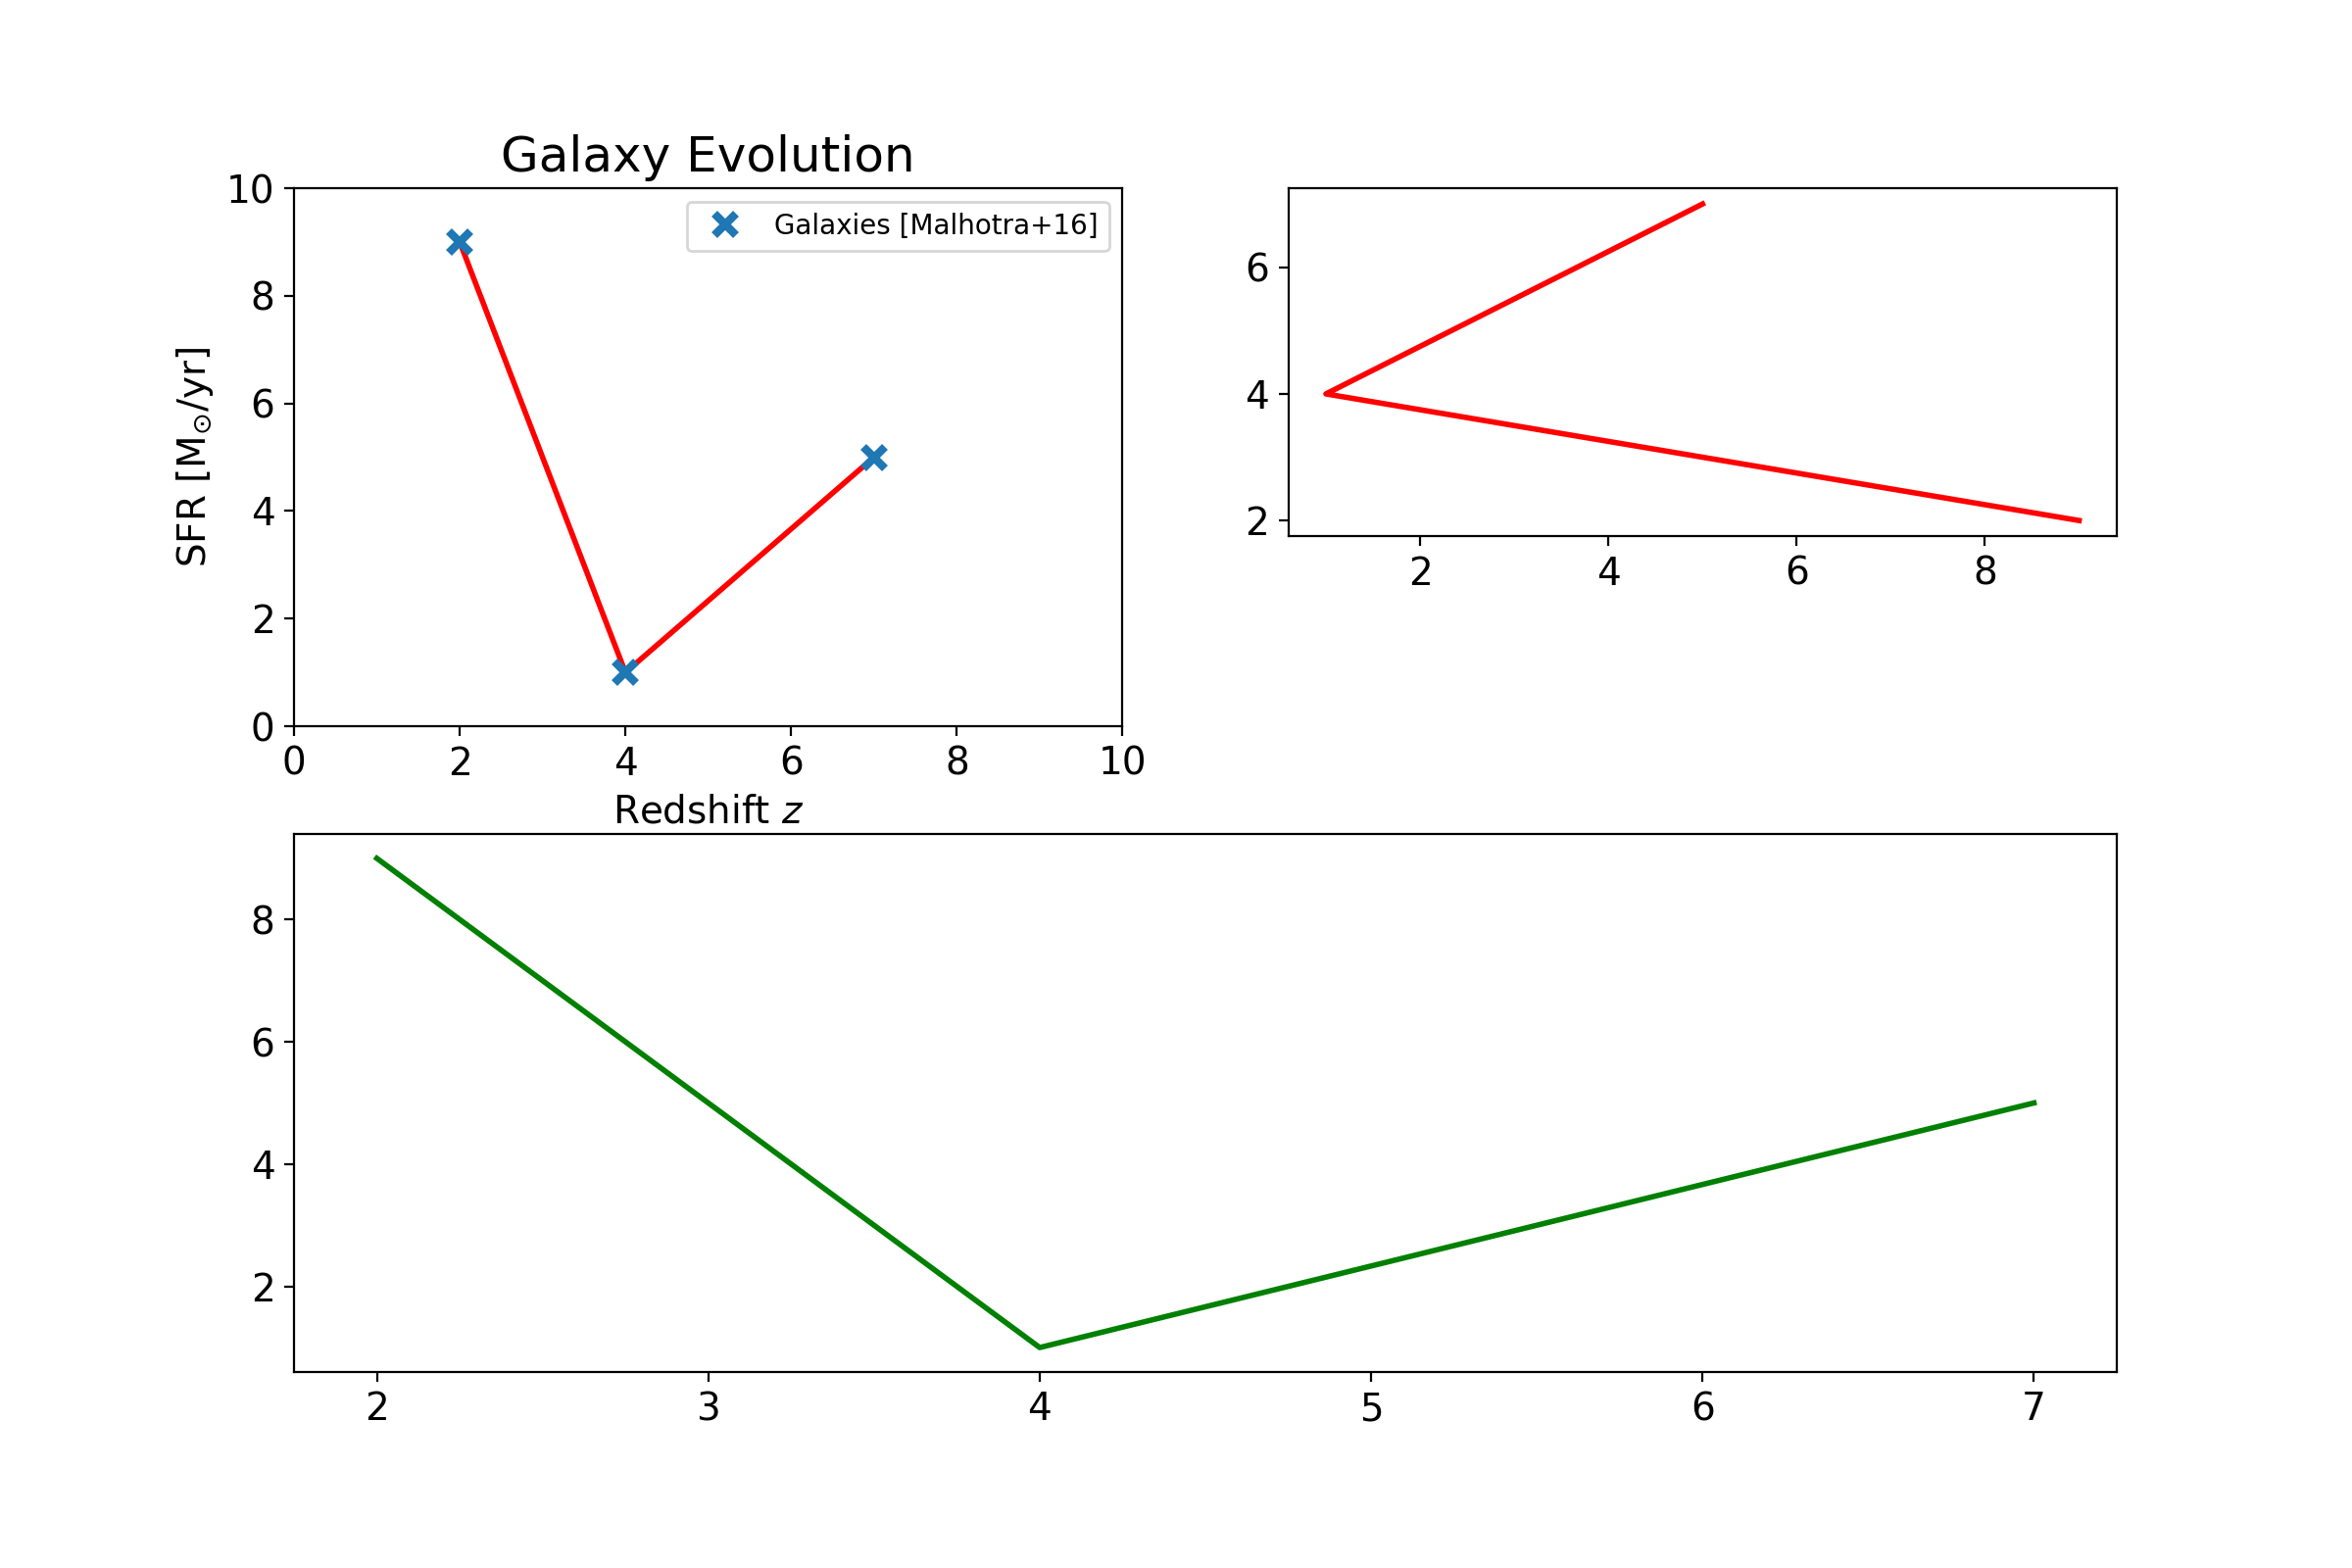 Galaxy Evolution
10
8
6
4
2
0
SFR [M☉/yr]
Galaxies [Malhotra+16]
0 2 4 6 8 10
Redshift z
6
4
2
2 4 6 8
8
6
4
2
2 3 4 5 6 7